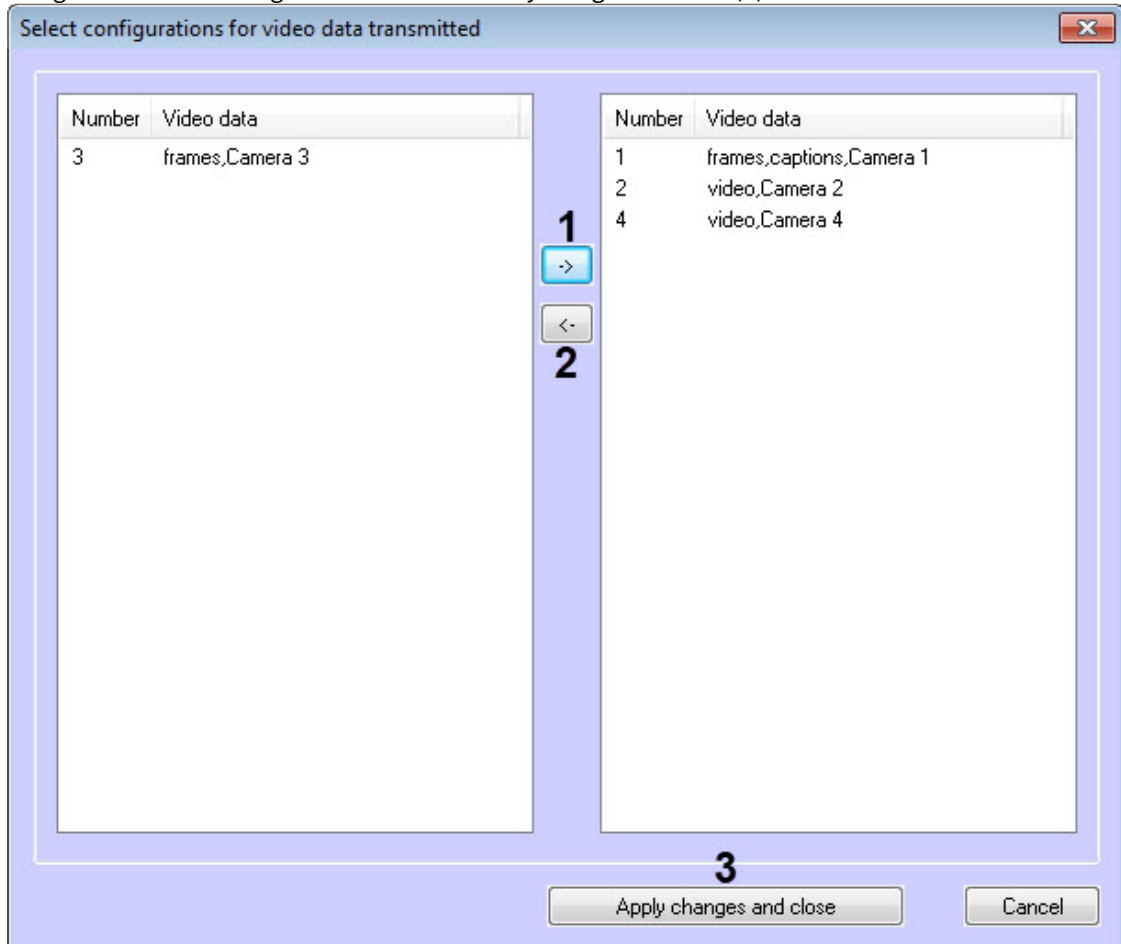 Select configurations for video data transmitted
Number Video data
3 frames,Camera 3
Number Video data
1 frames,captions,Camera 1
2 video,Camera 2
4 video,Camera 4
1
->
<-
2
3
Apply changes and close
Cancel